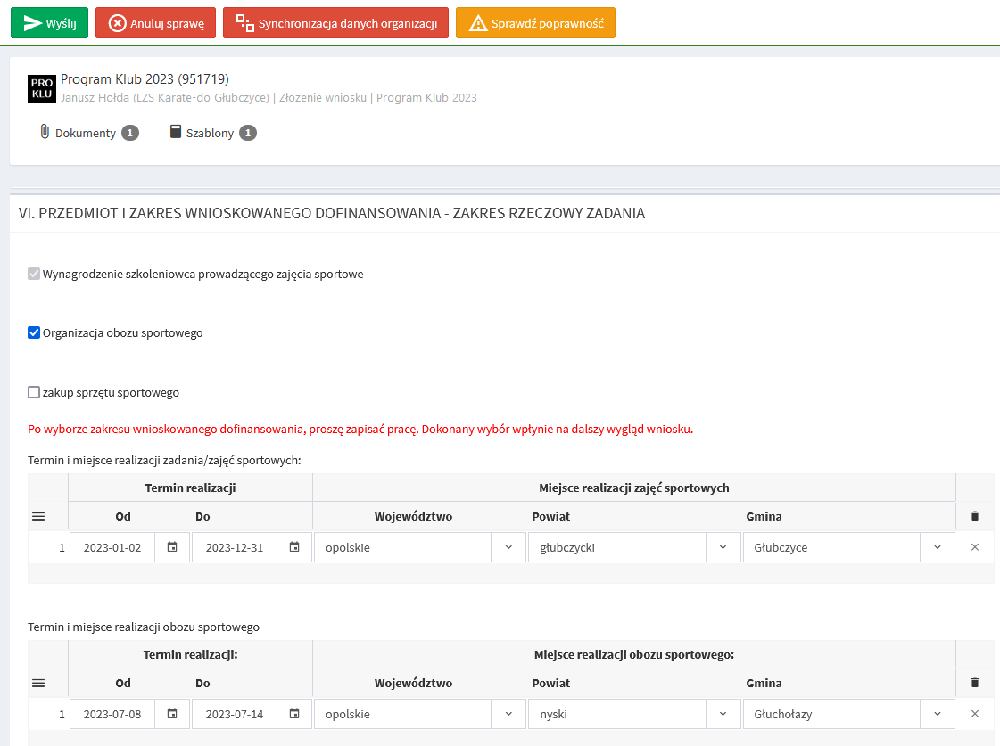 Wyślij Anuluj sprawę Synchronizacja danych organizacji Sprawdź poprawność
PRO KLU
Program Klub 2023 (951719)
Janusz Hołda (LZS Karate-do Głubczyce) | Złożenie wniosku | Program Klub 2023
Dokumenty 1 Szablony 1
VI. PRZEDMIOT I ZAKRES WNIOSKOWANEGO DOFINANSOWANIA - ZAKRES RZECZOWY ZADANIA
Wynagrodzenie szkoleniowca prowadzącego zajęcia sportowe
Organizacja obozu sportowego
zakup sprzętu sportowego
Po wyborze zakresu wnioskowanego dofinansowania, proszę zapisać pracę. Dokonany wybór wpłynie na dalszy wygląd wniosku.
Termin i miejsce realizacji zadania/zajęć sportowych:
Termin realizacji Miejsce realizacji zajęć sportowych
Od Do Województwo Powiat Gmina
1 2023-01-02 2023-12-31 opolskie głubczycki Głubczyce
Termin i miejsce realizacji obozu sportowego
Termin realizacji: Miejsce realizacji obozu sportowego:
Od Do Województwo Powiat Gmina
1 2023-07-08 2023-07-14 opolskie nyski Głuchołazy